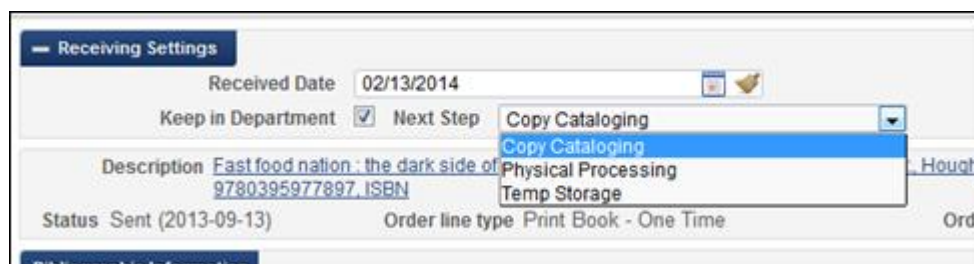 Receiving Settings
Received Date 02/13/2014
Keep in Department Next Step Copy Cataloging
Copy Cataloging
Description Fast food nation : the dark side of , Hough
Physical Processing
9780395977897, ISBN
Temp Storage
Status Sent (2013-09-13) Order line type Print Book - One Time Ord